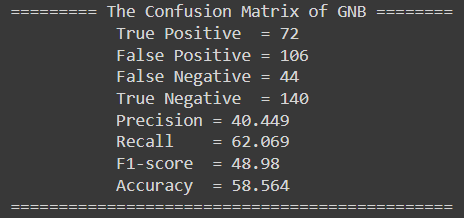 ========= The Confusion Matrix of GNB ========
True Positive  = 72
False Positive = 106
False Negative = 44
True Negative  = 140
Precision = 40.449
Recall    = 62.069
F1-score  = 48.98
Accuracy  = 58.564
==============================================